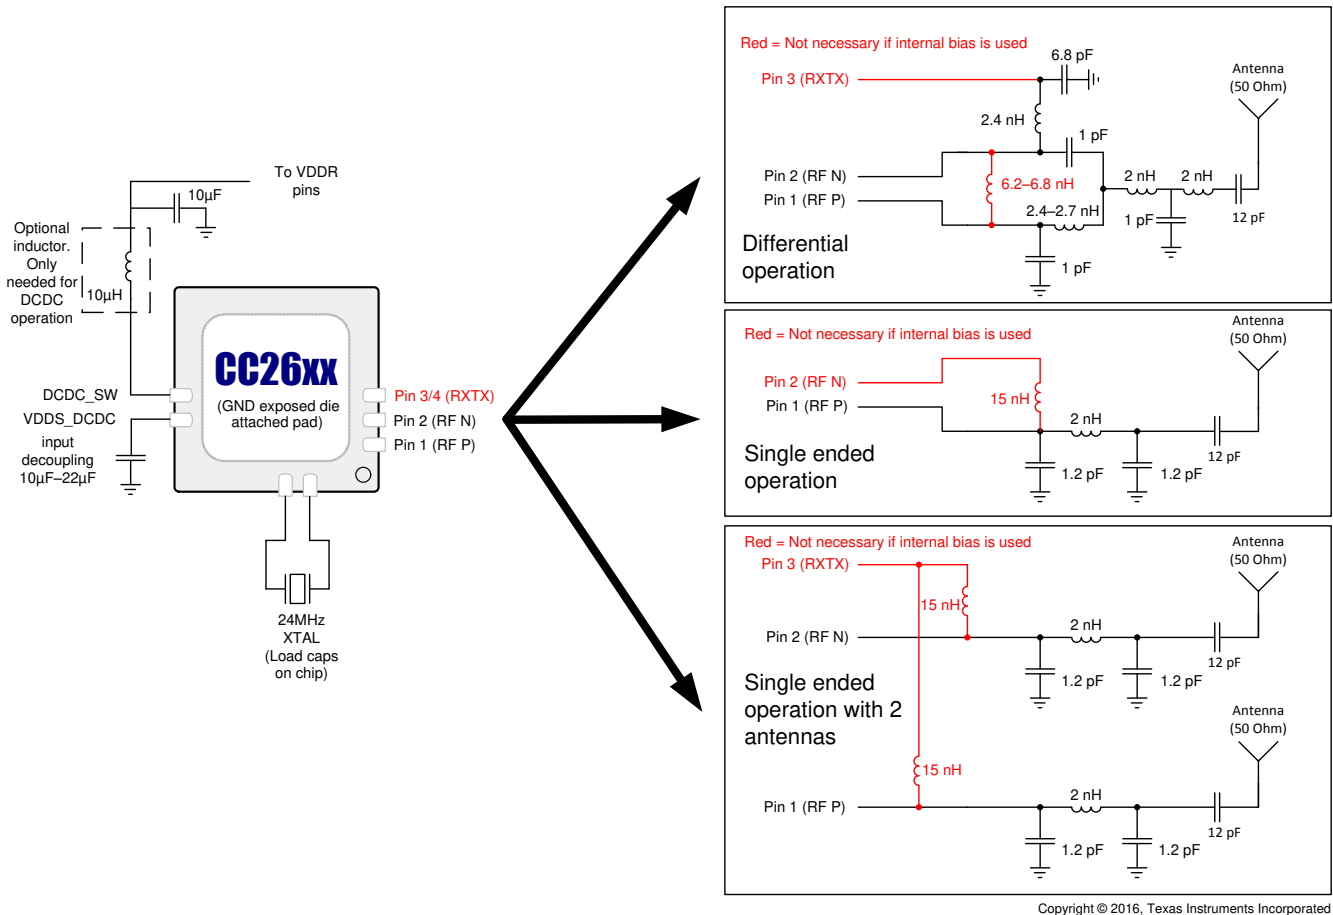 To VDDR
pins
10µF
Optional
inductor.
Only
needed for
DCDC
operation
10µH
CC26xx
(GND exposed die
attached pad)
DCDC_SW
VDDS_DCDC
input
decoupling
10µF–22µF
Pin 3/4 (RXTX)
Pin 2 (RF N)
Pin 1 (RF P)
24MHz
XTAL
(Load caps
on chip)
Red = Not necessary if internal bias is used
Pin 3 (RXTX)
6.8 pF
Antenna
(50 Ohm)
2.4 nH
1 pF
Pin 2 (RF N)
6.2–6.8 nH
2 nH
2 nH
Pin 1 (RF P)
2.4–2.7 nH
1 pF
12 pF
Differential
operation
1 pF
Red = Not necessary if internal bias is used
Antenna
(50 Ohm)
Pin 2 (RF N)
15 nH
Pin 1 (RF P)
2 nH
12 pF
Single ended
operation
1.2 pF
1.2 pF
Red = Not necessary if internal bias is used
Antenna
(50 Ohm)
Pin 3 (RXTX)
15 nH
Pin 2 (RF N)
2 nH
12 pF
1.2 pF
1.2 pF
Single ended
operation with 2
antennas
Antenna
(50 Ohm)
15 nH
Pin 1 (RF P)
2 nH
12 pF
1.2 pF
1.2 pF
Copyright © 2016, Texas Instruments Incorporated